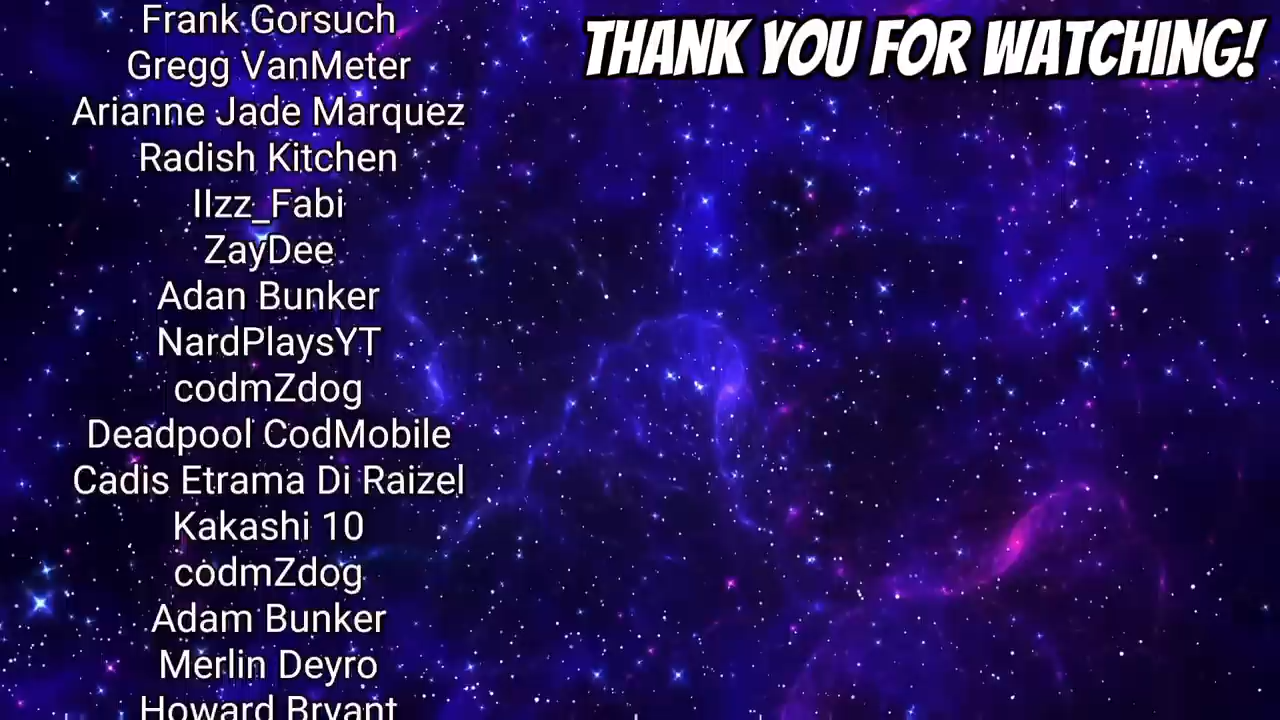 Frank Gorsuch
THANK YOU FOR WATCHING!
Gregg VanMeter
Arianne Jade Marquez
Radish Kitchen
IIzz_Fabi
ZayDee
Adan Bunker
NardPlaysYT
codmZdog
Deadpool CodMobile
Cadis Etrama Di Raizel
Kakashi 10
codmZdog
Adam Bunker
Merlin Deyro
Howard Bryant